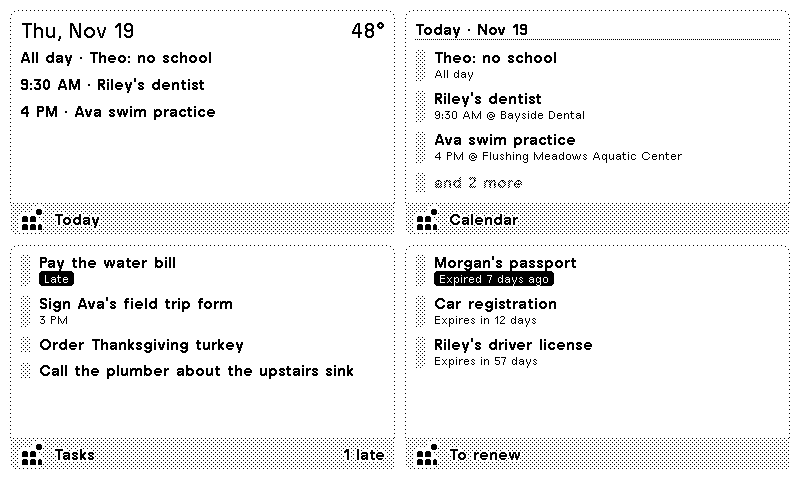 Thu, Nov 19 48°
All day · Theo: no school
9:30 AM · Riley's dentist
4 PM · Ava swim practice
Today
Today · Nov 19
Theo: no school
All day
Riley's dentist
9:30 AM @ Bayside Dental
Ava swim practice
4 PM @ Flushing Meadows Aquatic Center
and 2 more
Calendar
Pay the water bill
Late
Sign Ava's field trip form
3 PM
Order Thanksgiving turkey
Call the plumber about the upstairs sink
Tasks 1 late
Morgan's passport
Expired 7 days ago
Car registration
Expires in 12 days
Riley's driver license
Expires in 57 days
To renew